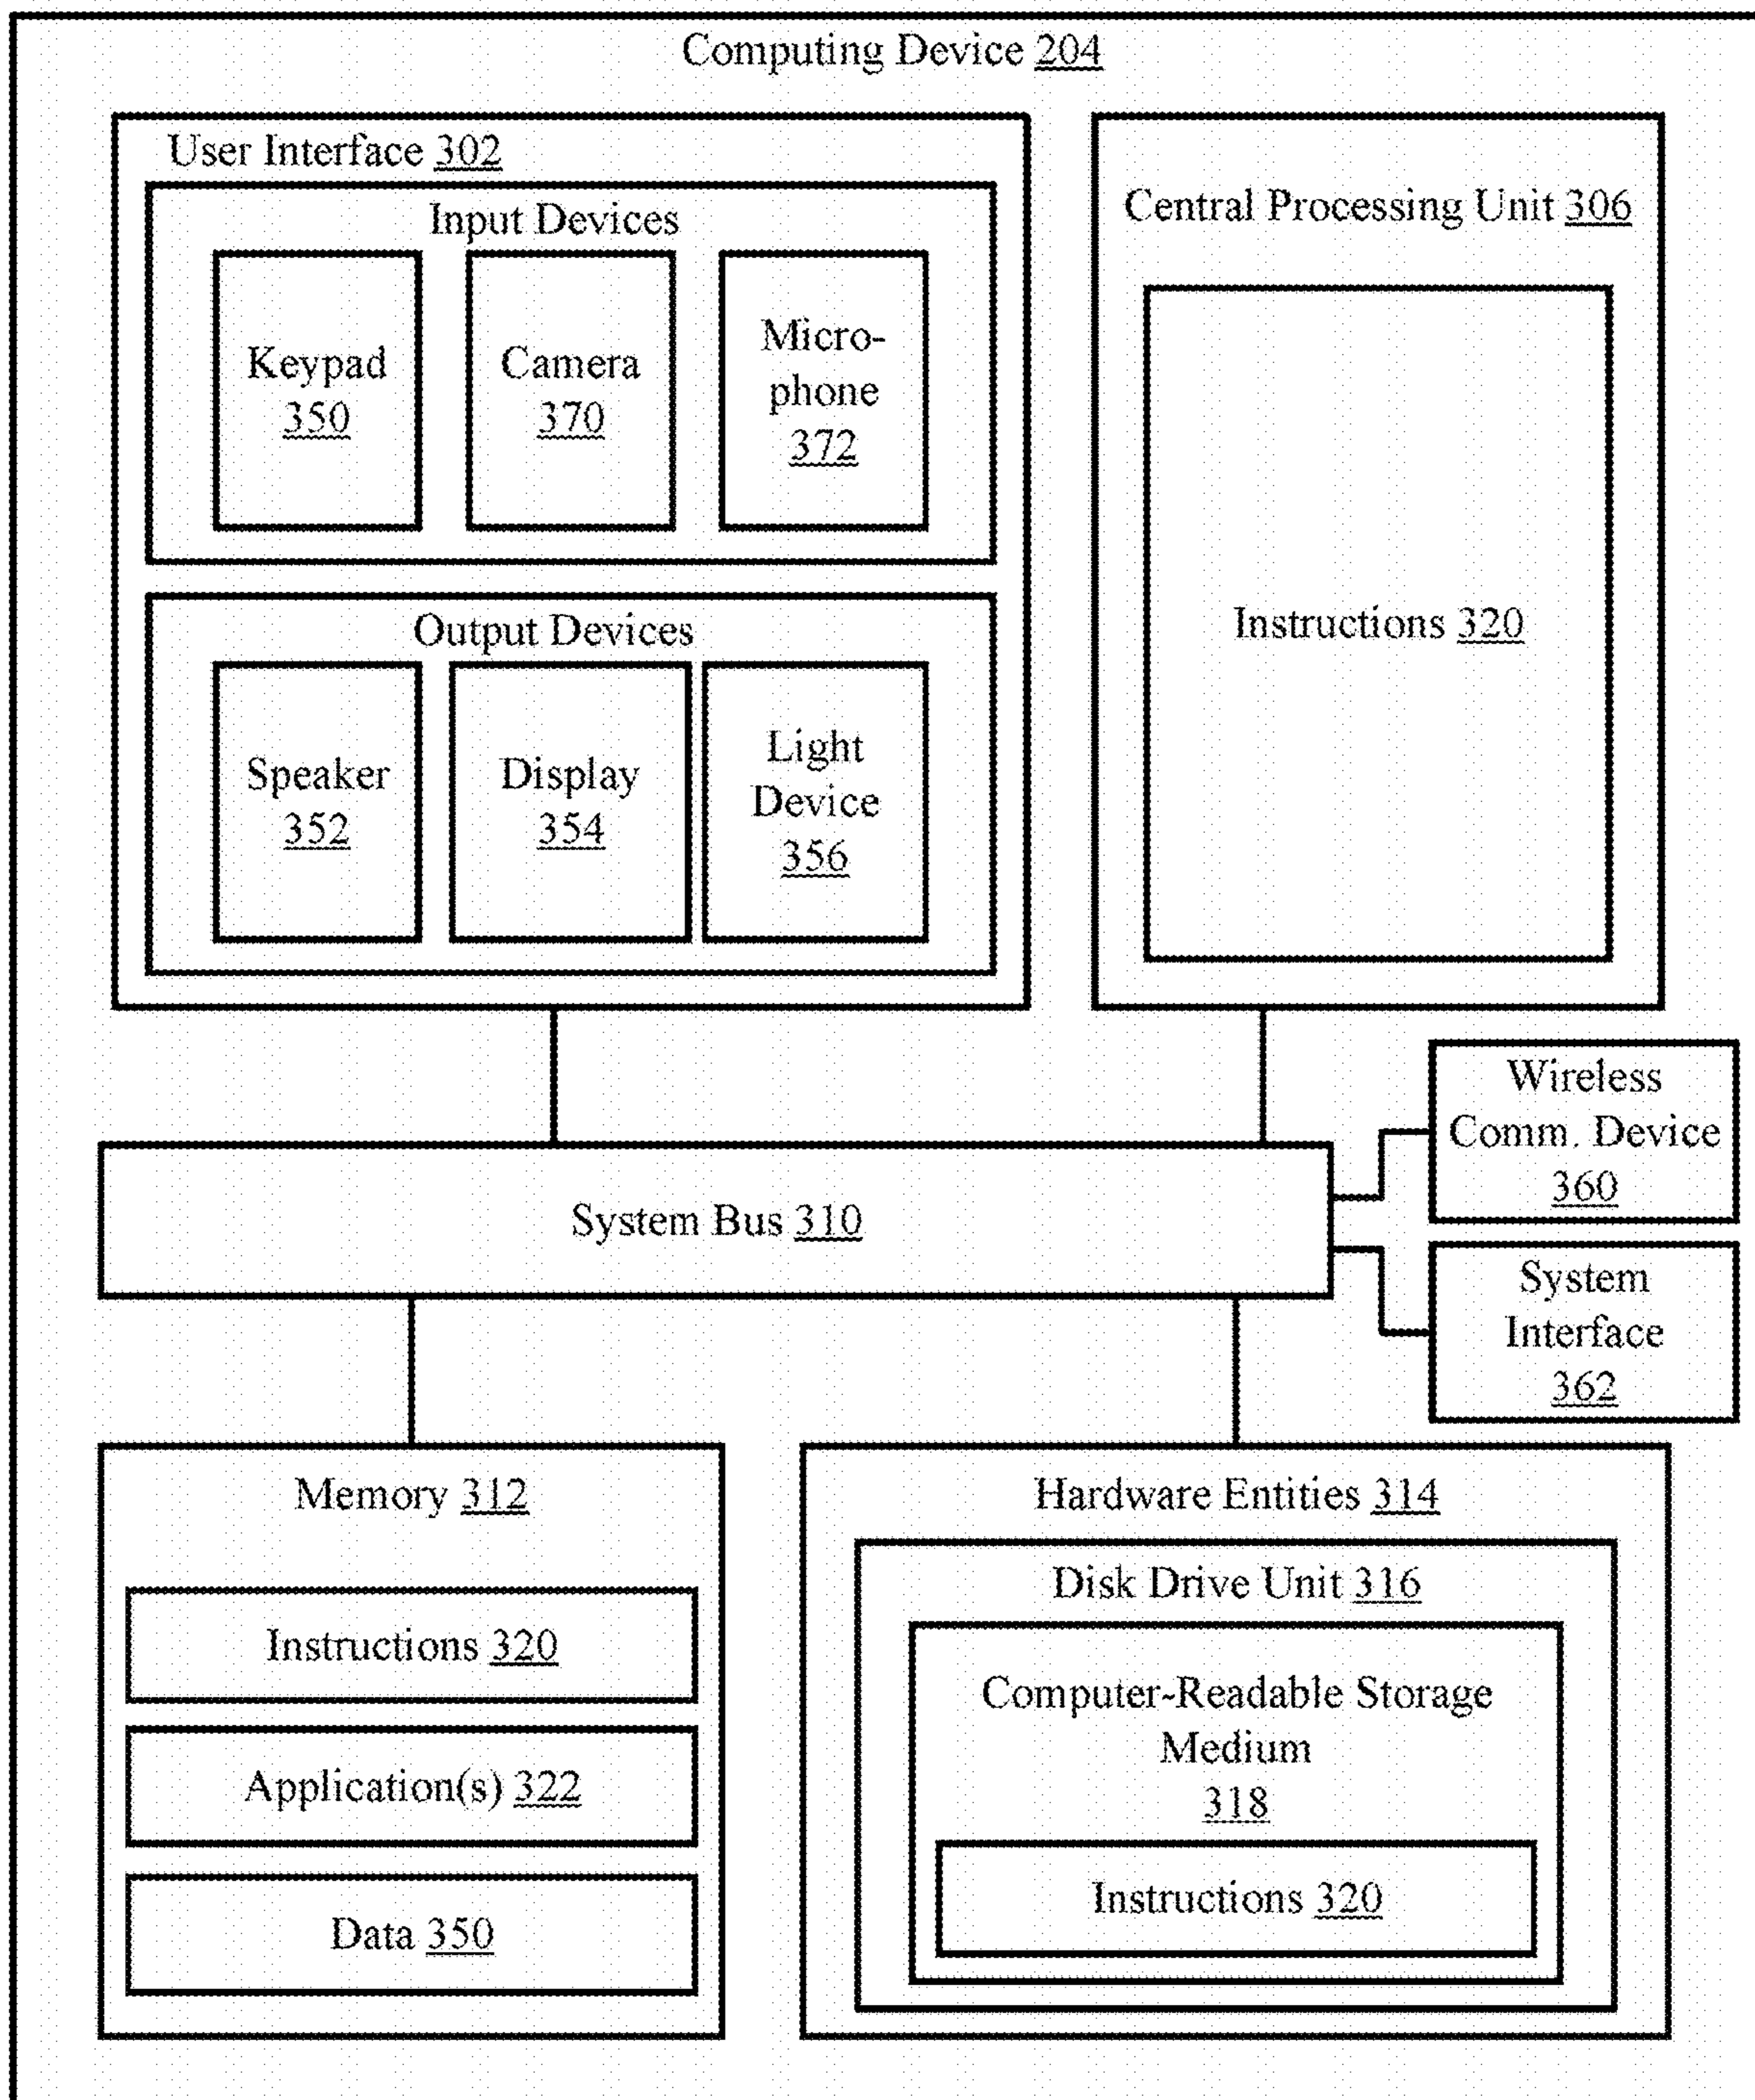 Computing Device 204
User Interface 302
Input Devices
Keypad
350
Camera
370
Micro-
phone
372
Output Devices
Speaker
352
Display
354
Light
Device
356
Central Processing Unit 306
Instructions 320
Wireless
Comm. Device
360
System Bus 310
System
Interface
362
Memory 312
Instructions 320
Application(s) 322
Data 350
Hardware Entities 314
Disk Drive Unit 316
Computer-Readable Storage
Medium
318
Instructions 320